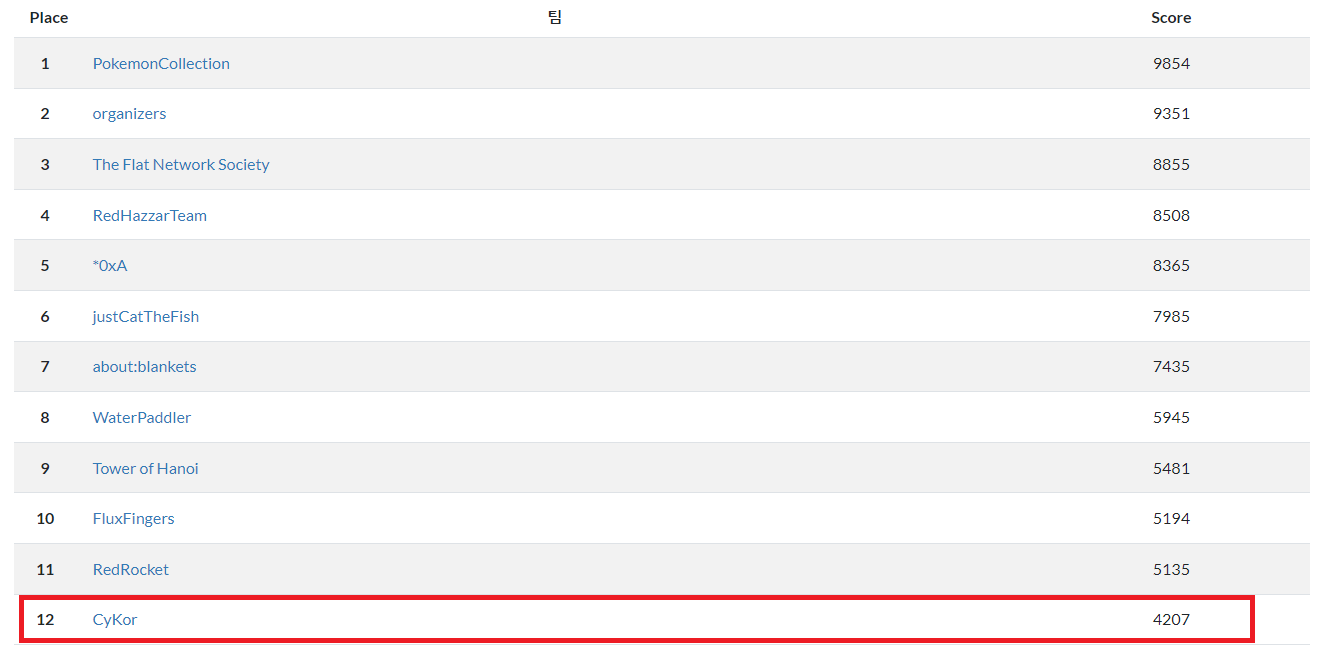 Place 팀 Score
1 PokemonCollection 9854
2 organizers 9351
3 The Flat Network Society 8855
4 RedHazzarTeam 8508
5 *0xA 8365
6 justCatTheFish 7985
7 about:blankets 7435
8 WaterPaddler 5945
9 Tower of Hanoi 5481
10 FluxFingers 5194
11 RedRocket 5135
12 CyKor 4207